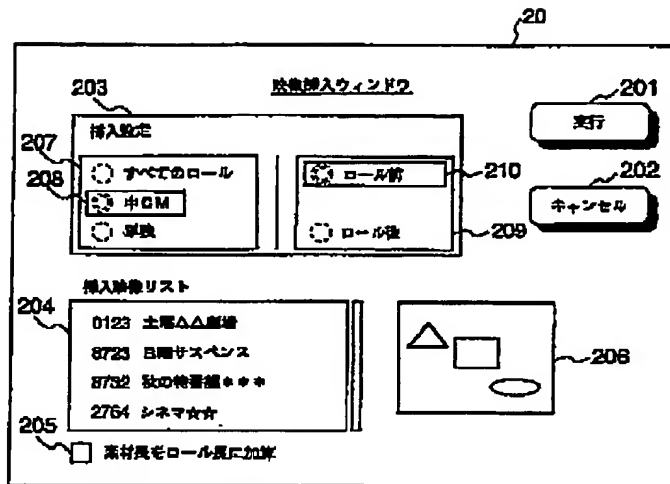 20
映像挿入ウィンドウ
203
201
挿入設定
実行
207
すべてのロール
ロール前
210
202
208
中CM
キャンセル
単独
ロール後
209
挿入映像リスト
204
0123 土曜△△劇場
8723 日曜サスペンス
8732 秋の特番組***
206
2764 シネマ☆☆
205
素材長をロール長に加算